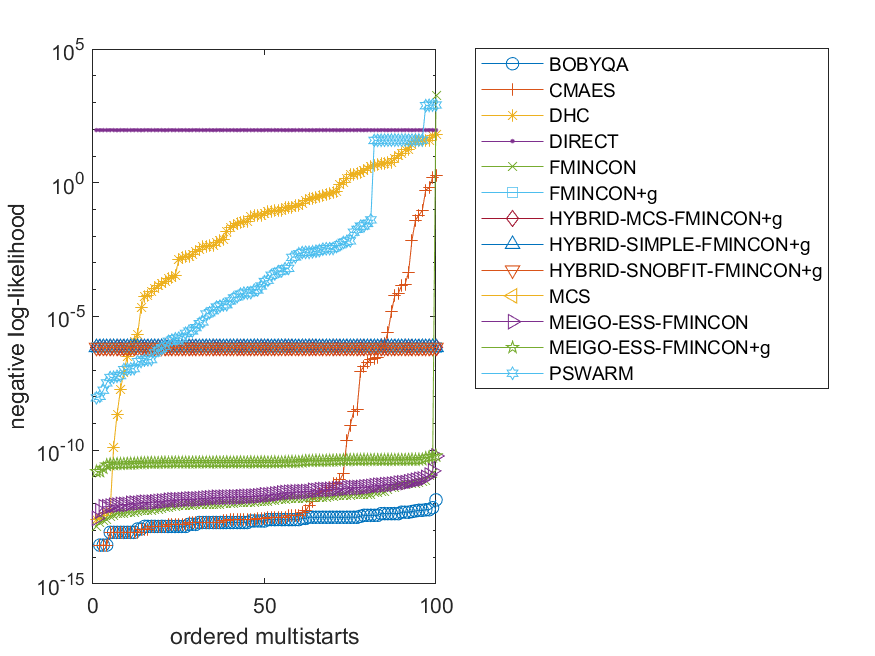 10^5
10^0
10^-5
10^-10
10^-15
negative log-likelihood
0
50
100
ordered multistarts
BOBYQA
CMAES
DHC
DIRECT
FMINCON
FMINCON+g
HYBRID-MCS-FMINCON+g
HYBRID-SIMPLE-FMINCON+g
HYBRID-SNOBFIT-FMINCON+g
MCS
MEIGO-ESS-FMINCON
MEIGO-ESS-FMINCON+g
PSWARM